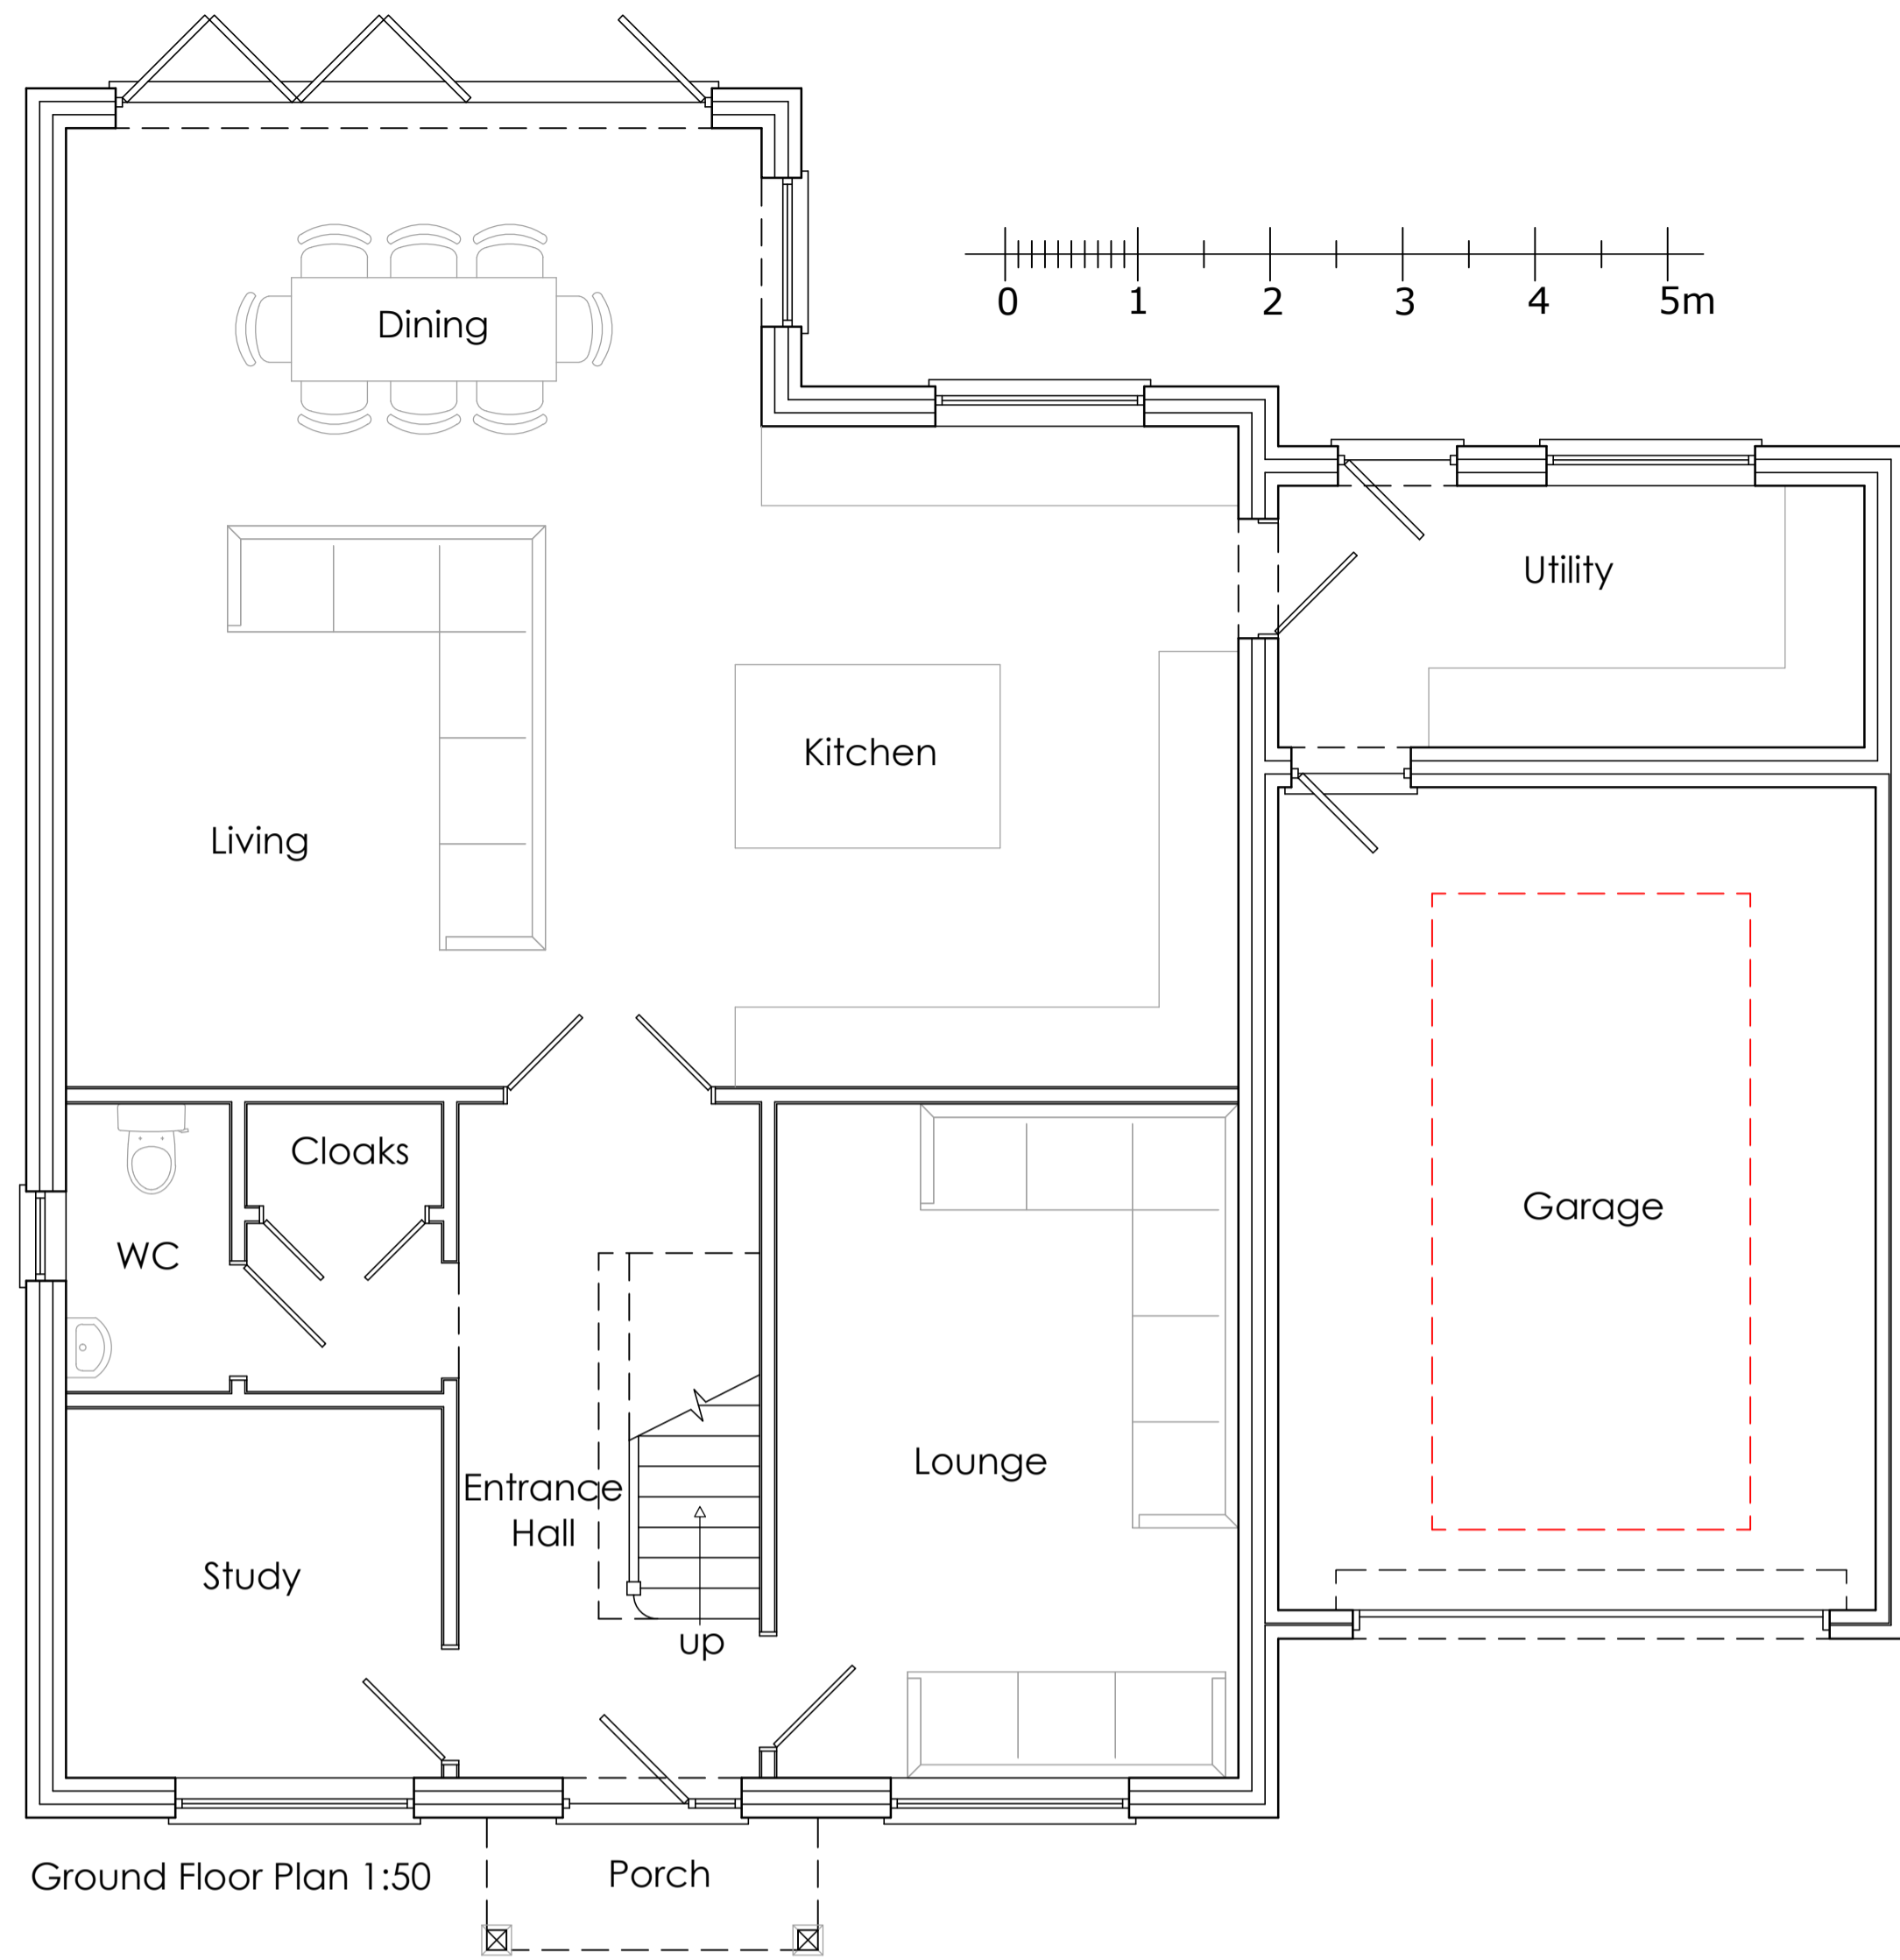 Dining
0 1 2 3 4 5m
Utility
Kitchen
Living
Cloaks
WC
Garage
Entrance
Hall
Lounge
Study
up
Ground Floor Plan 1:50
Porch